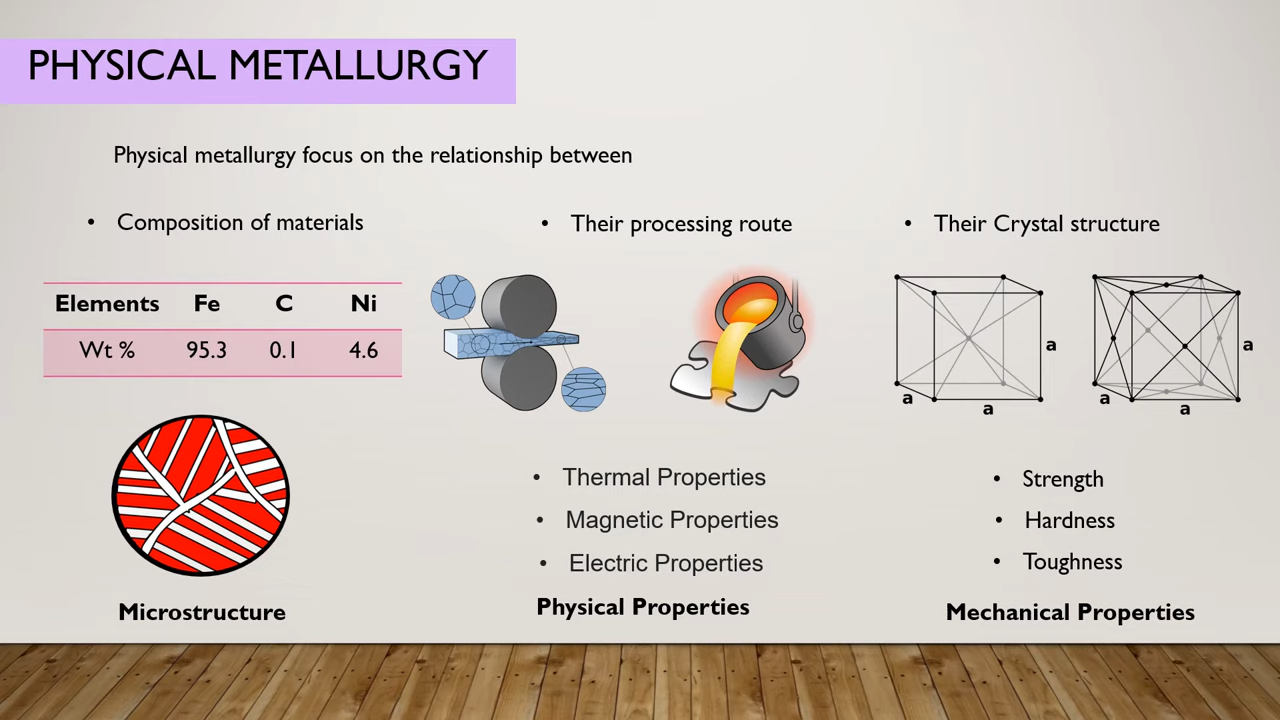 PHYSICAL METALLURGY
Physical metallurgy focus on the relationship between
• Composition of materials
• Their processing route
• Their Crystal structure
Elements Fe C Ni
Wt % 95.3 0.1 4.6
a
a
a
a
a
a
Microstructure
• Thermal Properties
• Magnetic Properties
• Electric Properties
Physical Properties
• Strength
• Hardness
• Toughness
Mechanical Properties